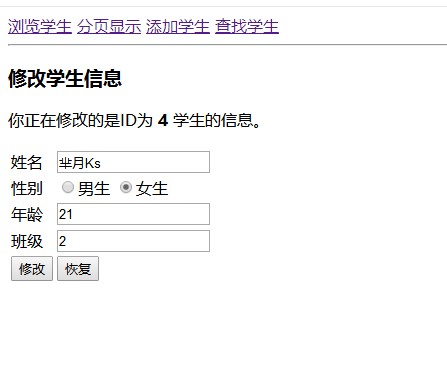 浏览学生 分页显示 添加学生 查找学生
修改学生信息
你正在修改的是ID为 4 学生的信息。
姓名 芈月Ks
性别 男生 女生
年龄 21
班级 2
修改 恢复